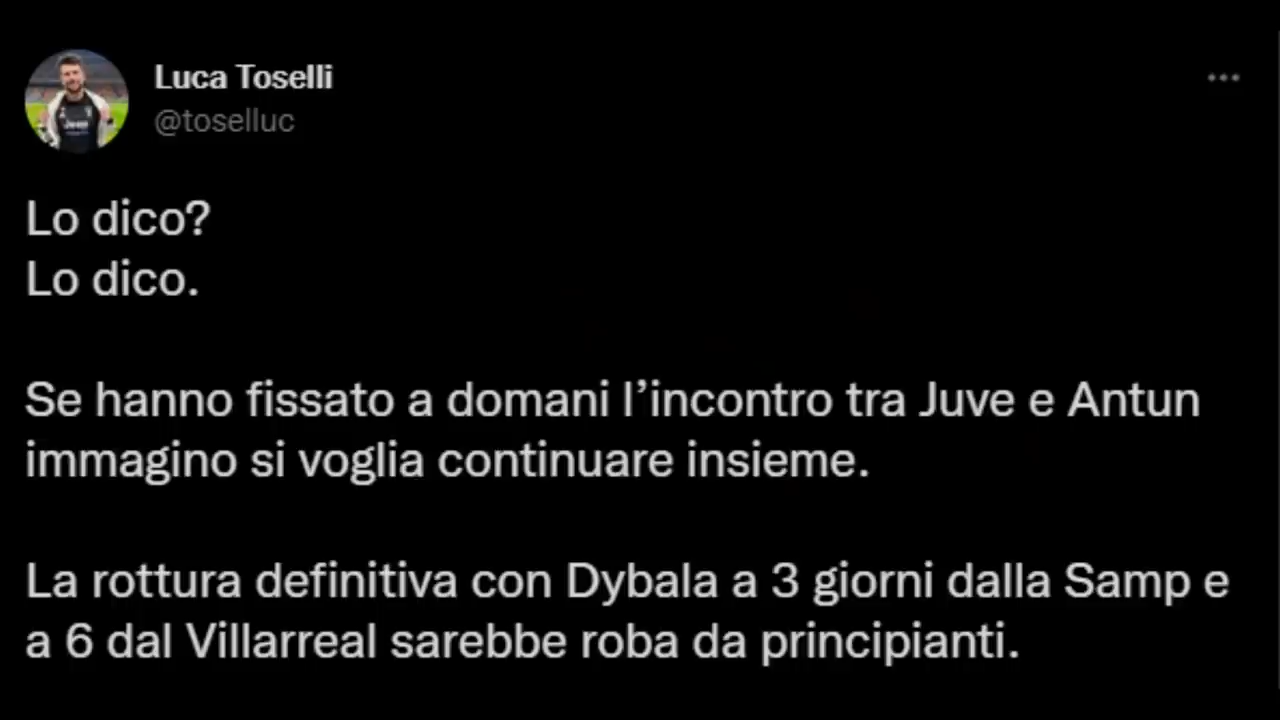 Luca Toselli
@toselluc
Lo dico?
Lo dico.
Se hanno fissato a domani l’incontro tra Juve e Antun
immagino si voglia continuare insieme.
La rottura definitiva con Dybala a 3 giorni dalla Samp e
a 6 dal Villarreal sarebbe roba da principianti.